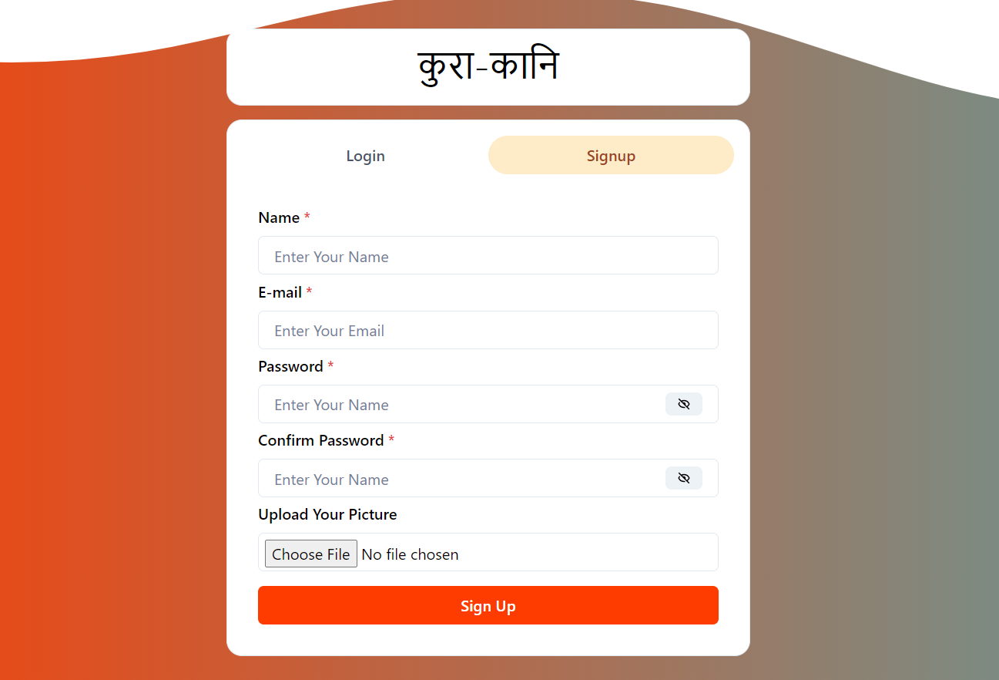 कुरा-कानि
Login
Signup
Name *
Enter Your Name
E-mail *
Enter Your Email
Password *
Enter Your Name
Confirm Password *
Enter Your Name
Upload Your Picture
Choose File No file chosen
Sign Up